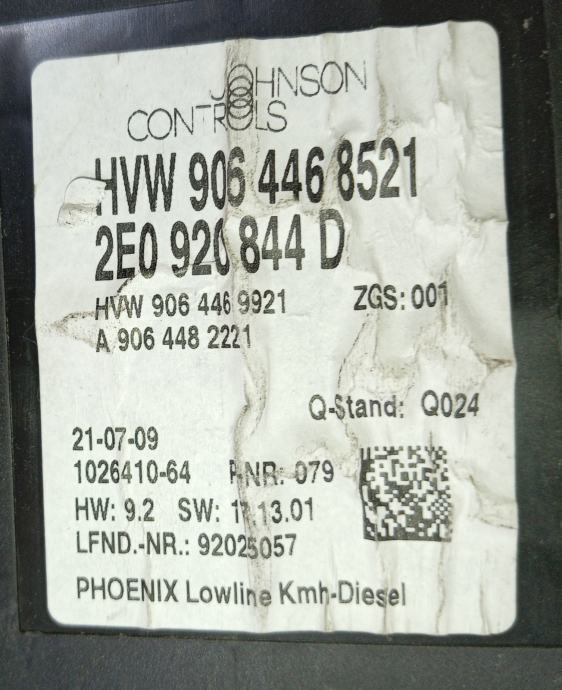 JOHNSON
CONTROLS
HVW 906 446 8521
2E0 920 844 D
HVW 906 446 9921 ZGS: 001
A 906 448 2221
Q-Stand: Q024
21-07-09
1026410-64 NR: 079
HW: 9.2 SW:
LFND.-NR.: 92025057
PHOENIX Lowline Kmh-Diesel